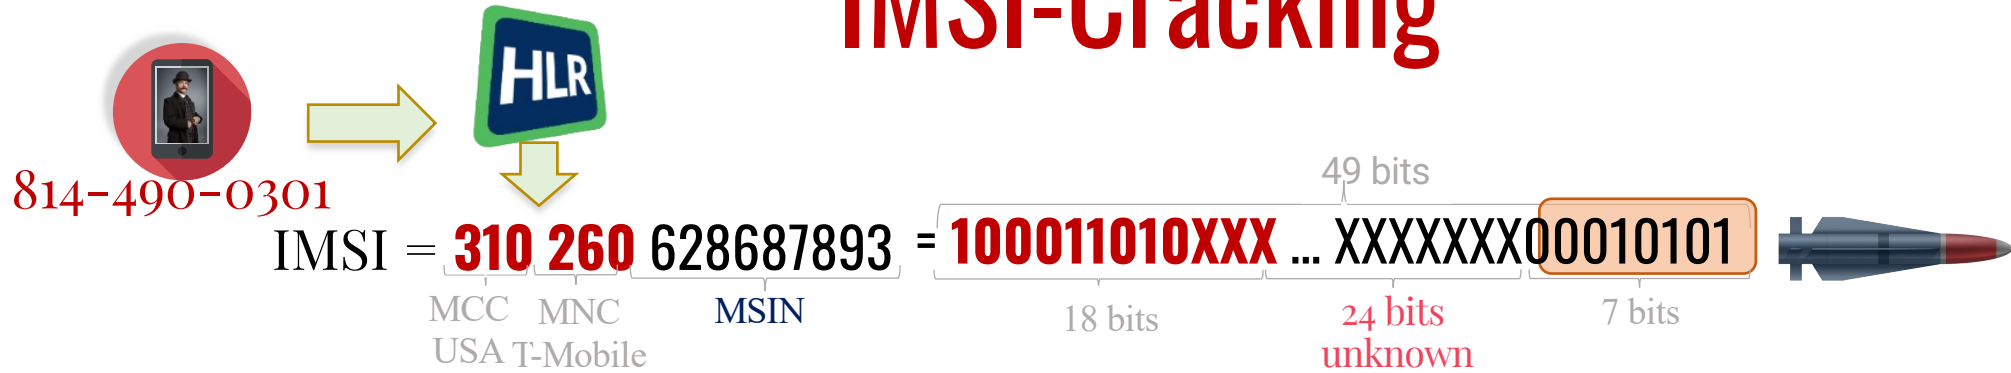 IMSI-Cracking
HLR
814-490-0301
49 bits
IMSI = 310 260 628687893 = 100011010XXX ... XXXXXXX00010101
MCC MNC MSIN 18 bits 24 bits 7 bits
USA T-Mobile unknown